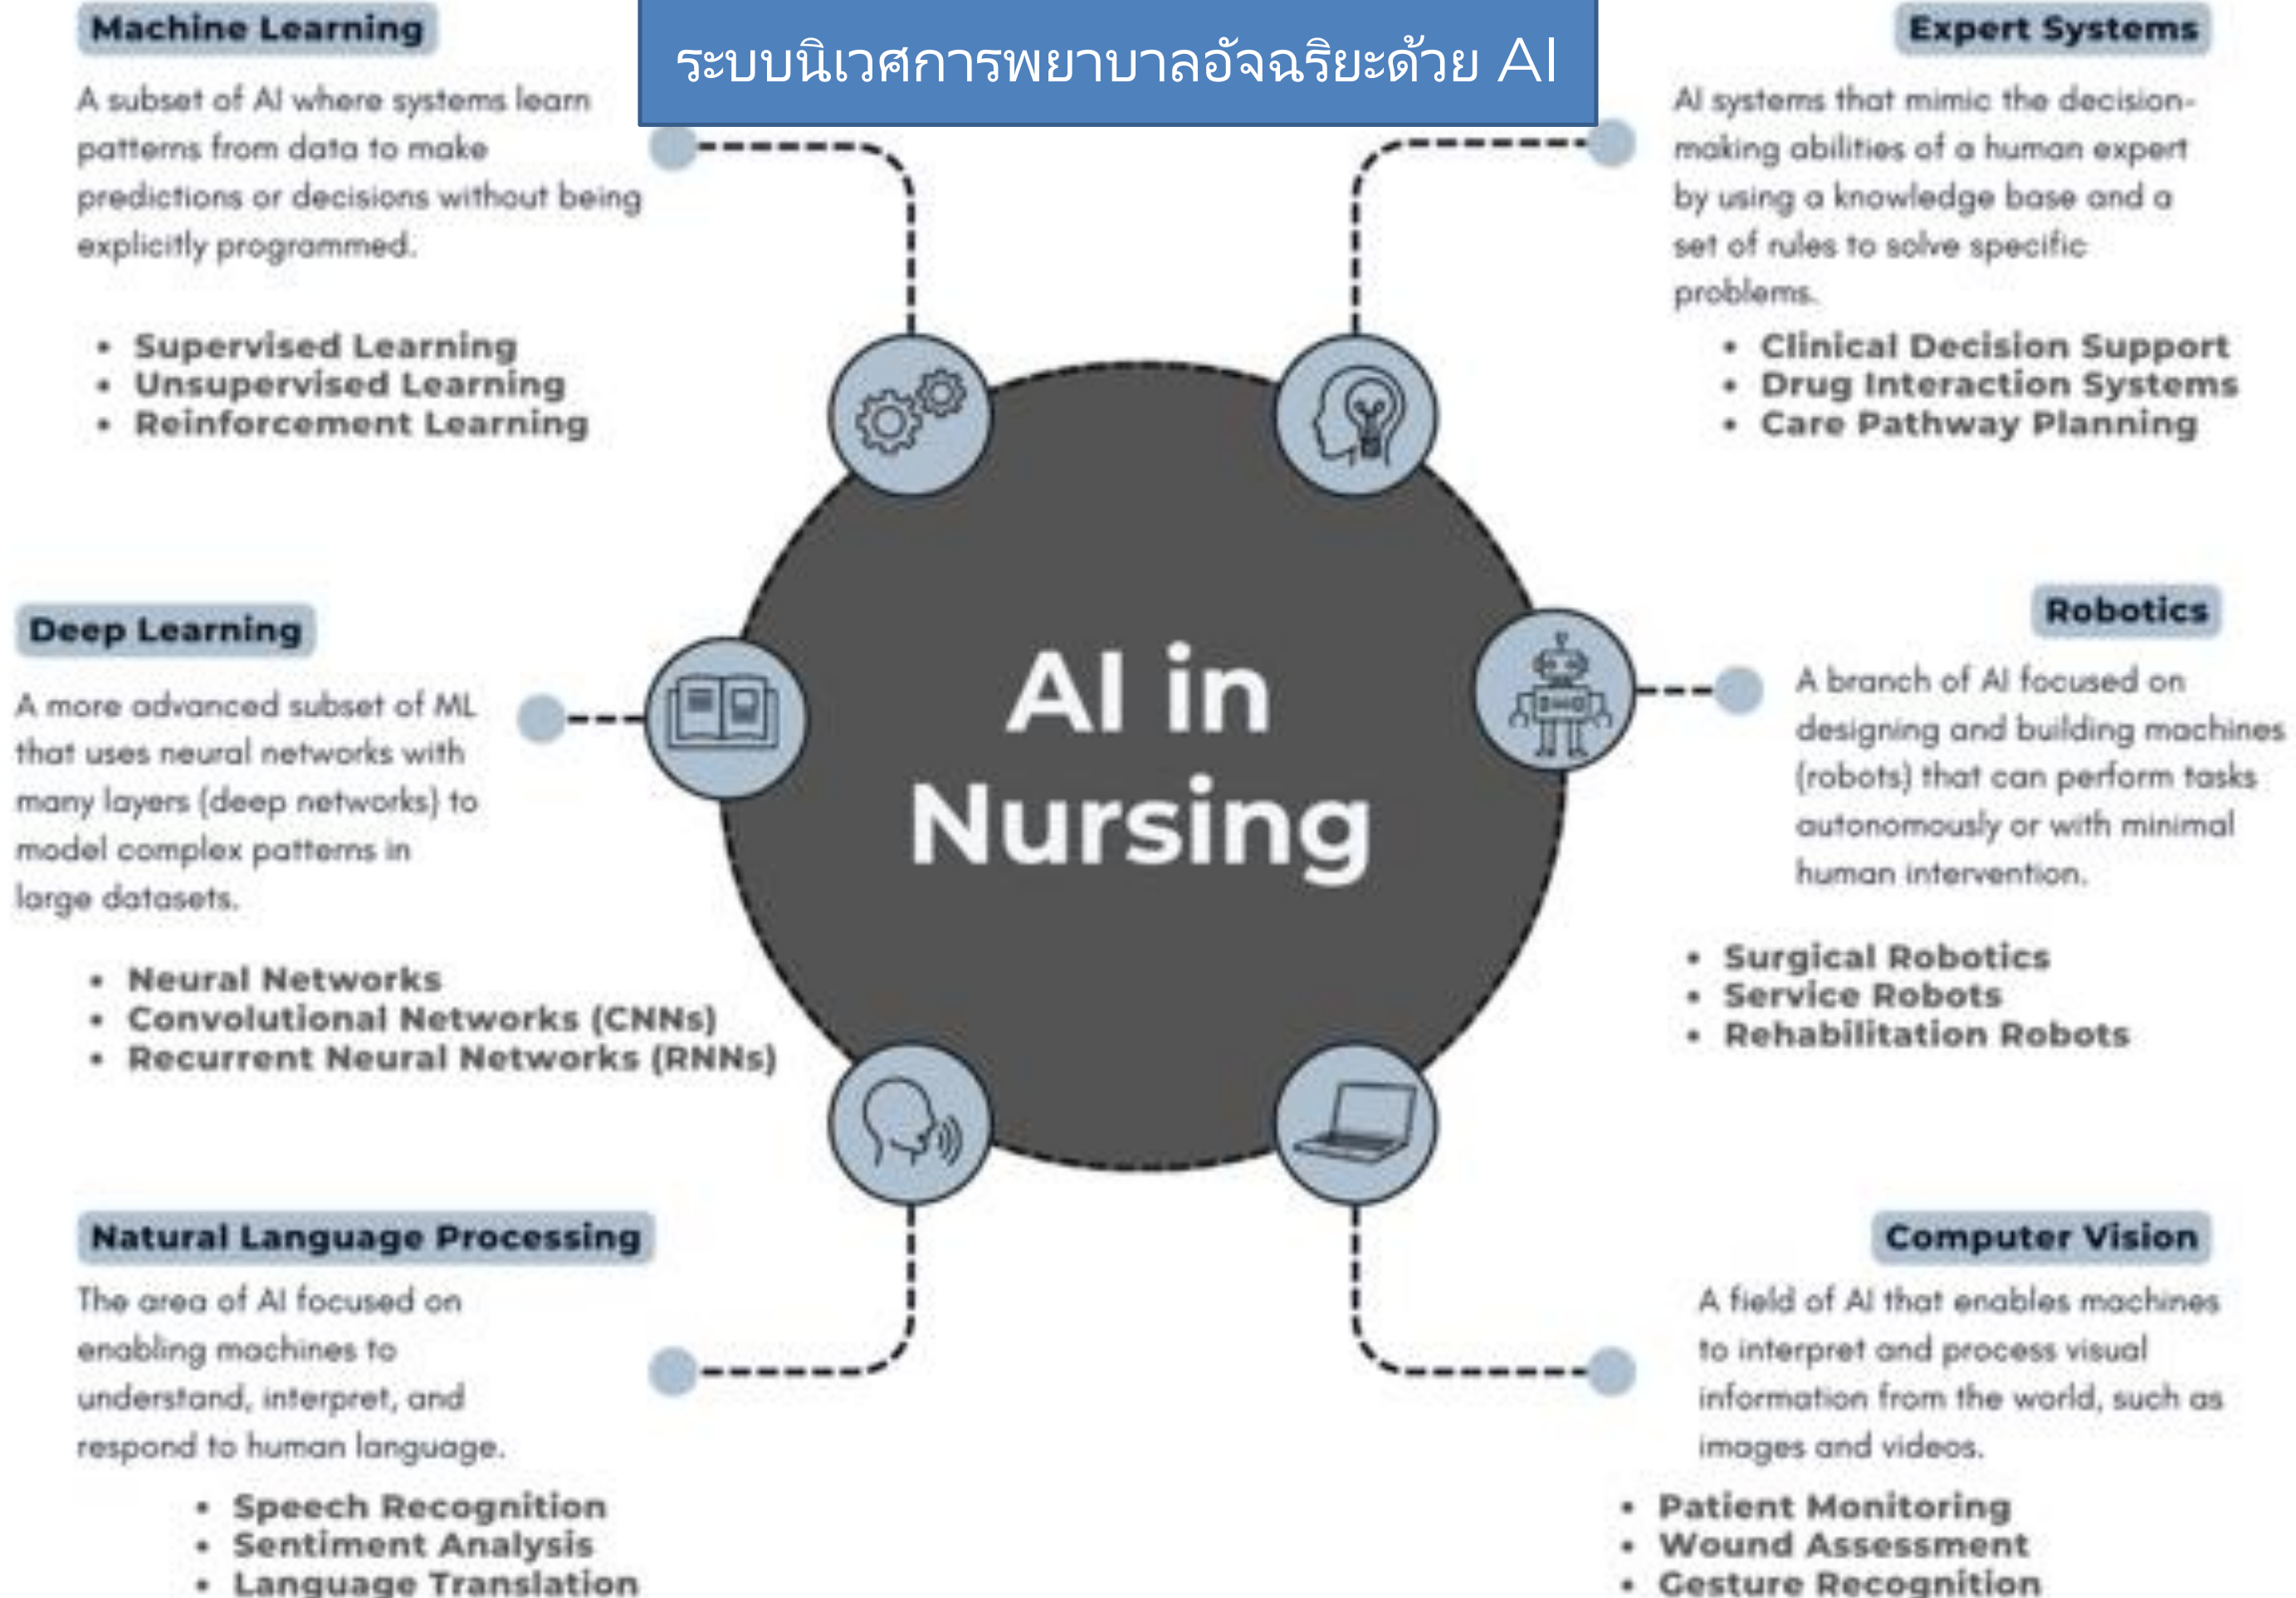 ระบบนิเวศการพยาบาลอัจฉริยะด้วย AI
Machine Learning
A subset of AI where systems learn
patterns from data to make
predictions or decisions without being
explicitly programmed.
• Supervised Learning
• Unsupervised Learning
• Reinforcement Learning
Expert Systems
AI systems that mimic the decision-
making abilities of a human expert
by using a knowledge base and a
set of rules to solve specific
problems.
• Clinical Decision Support
• Drug Interaction Systems
• Care Pathway Planning
Deep Learning
A more advanced subset of ML
that uses neural networks with
many layers (deep networks) to
model complex patterns in
large datasets.
• Neural Networks
• Convolutional Networks (CNNs)
• Recurrent Neural Networks (RNNs)
AI in
Nursing
Robotics
A branch of AI focused on
designing and building machines
(robots) that can perform tasks
autonomously or with minimal
human intervention.
• Surgical Robotics
• Service Robots
• Rehabilitation Robots
Natural Language Processing
The area of AI focused on
enabling machines to
understand, interpret, and
respond to human language.
• Speech Recognition
• Sentiment Analysis
• Language Translation
Computer Vision
A field of AI that enables machines
to interpret and process visual
information from the world, such as
images and videos.
• Patient Monitoring
• Wound Assessment
• Gesture Recognition